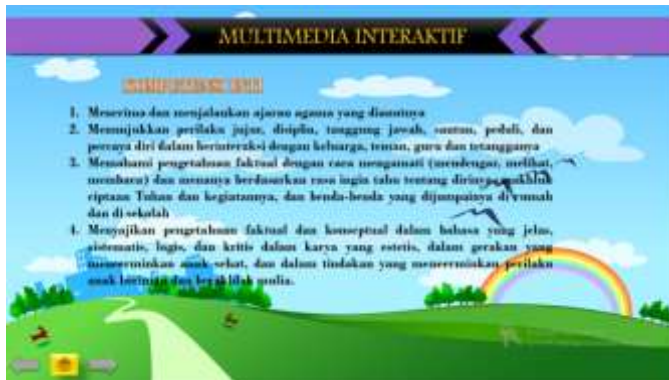 MULTIMEDIA INTERAKTIF
KOMPETENSI INTI
1. Menerima dan menjalankan ajaran agama yang dianutnya
2. Menunjukkan perilaku jujur, disiplin, tanggung jawab, santun, peduli, dan
percaya diri dalam berinteraksi dengan keluarga, teman, guru dan tetangganya
3. Memahami pengetahuan faktual dengan cara mengamati (mendengar, melihat,
membaca) dan menanya berdasarkan rasa ingin tahu tentang dirinya, makhluk
ciptaan Tuhan dan kegiatannya, dan benda-benda yang dijumpainya di rumah
dan di sekolah
4. Menyajikan pengetahuan faktual dan konseptual dalam bahasa yang jelas,
sistematis, logis, dan kritis dalam karya yang estetis, dalam gerakan yang
mencerminkan anak sehat, dan dalam tindakan yang mencerminkan perilaku
anak beriman dan berakhlak mulia.